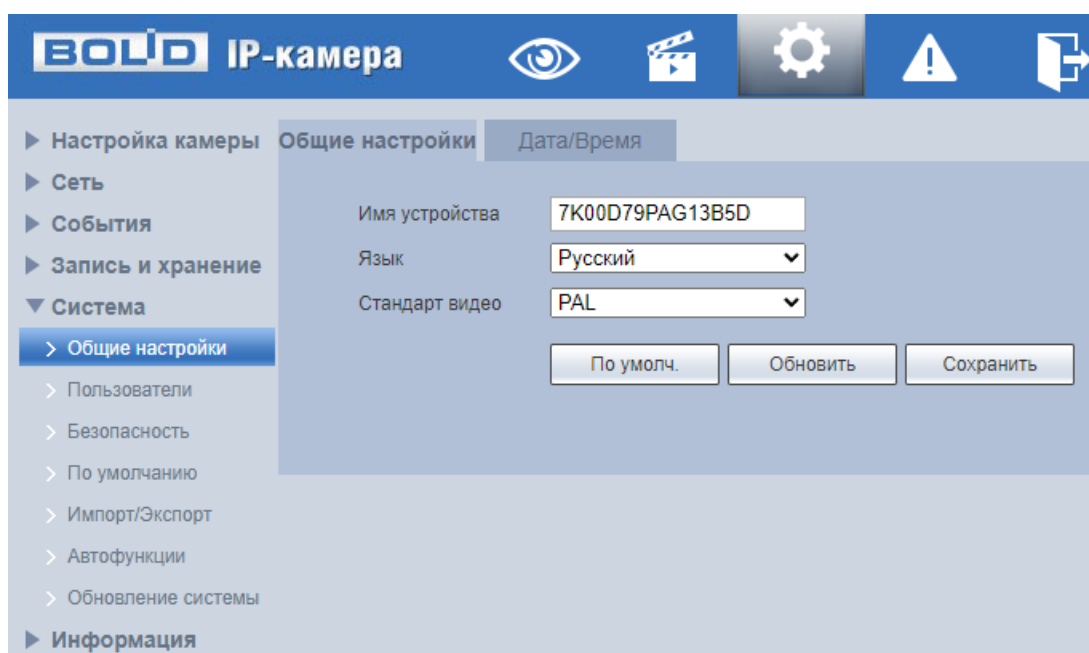 BOLID IP-камера
Настройка камеры
Сеть
События
Запись и хранение
Система
Общие настройки
Пользователи
Безопасность
По умолчанию
Импорт/Экспорт
Автофункции
Обновление системы
Информация
Общие настройки Дата/Время
Имя устройства 7K00D79PAG13B5D
Язык Русский
Стандарт видео PAL
По умолч. Обновить Сохранить